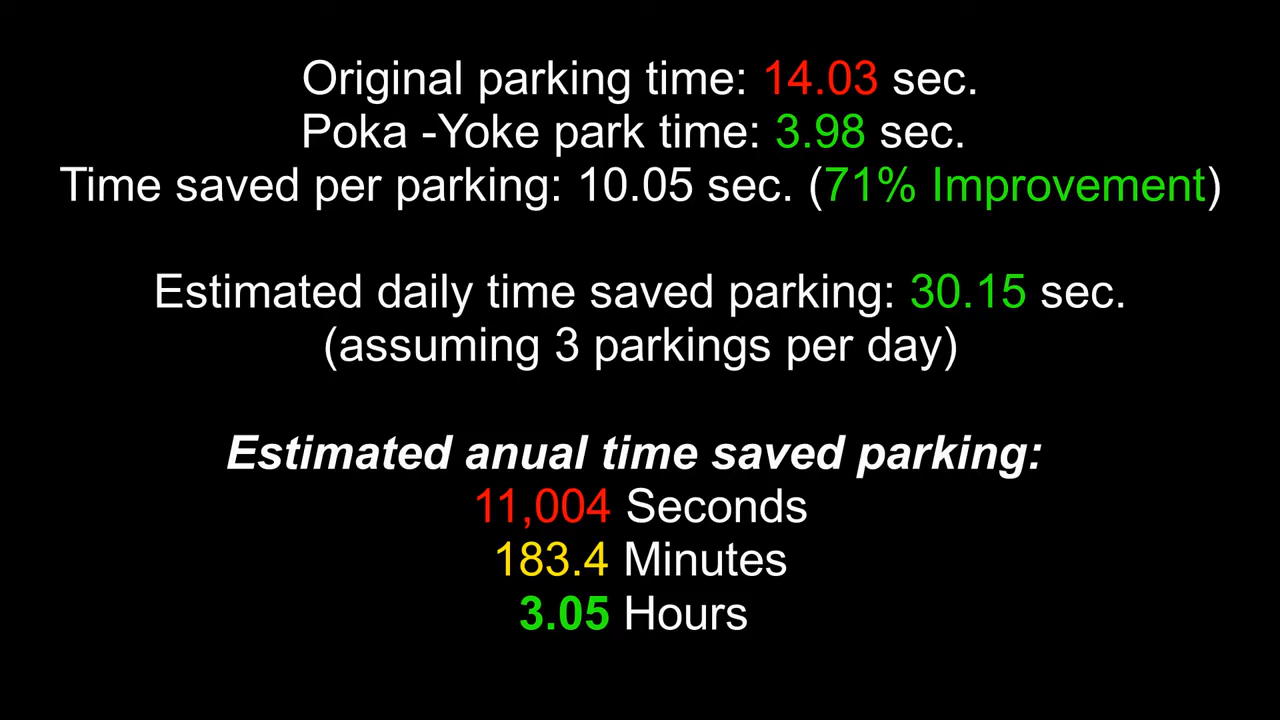 Original parking time: 14.03 sec.
Poka -Yoke park time: 3.98 sec.
Time saved per parking: 10.05 sec. (71% Improvement)
Estimated daily time saved parking: 30.15 sec.
(assuming 3 parkings per day)
Estimated anual time saved parking:
11,004 Seconds
183.4 Minutes
3.05 Hours